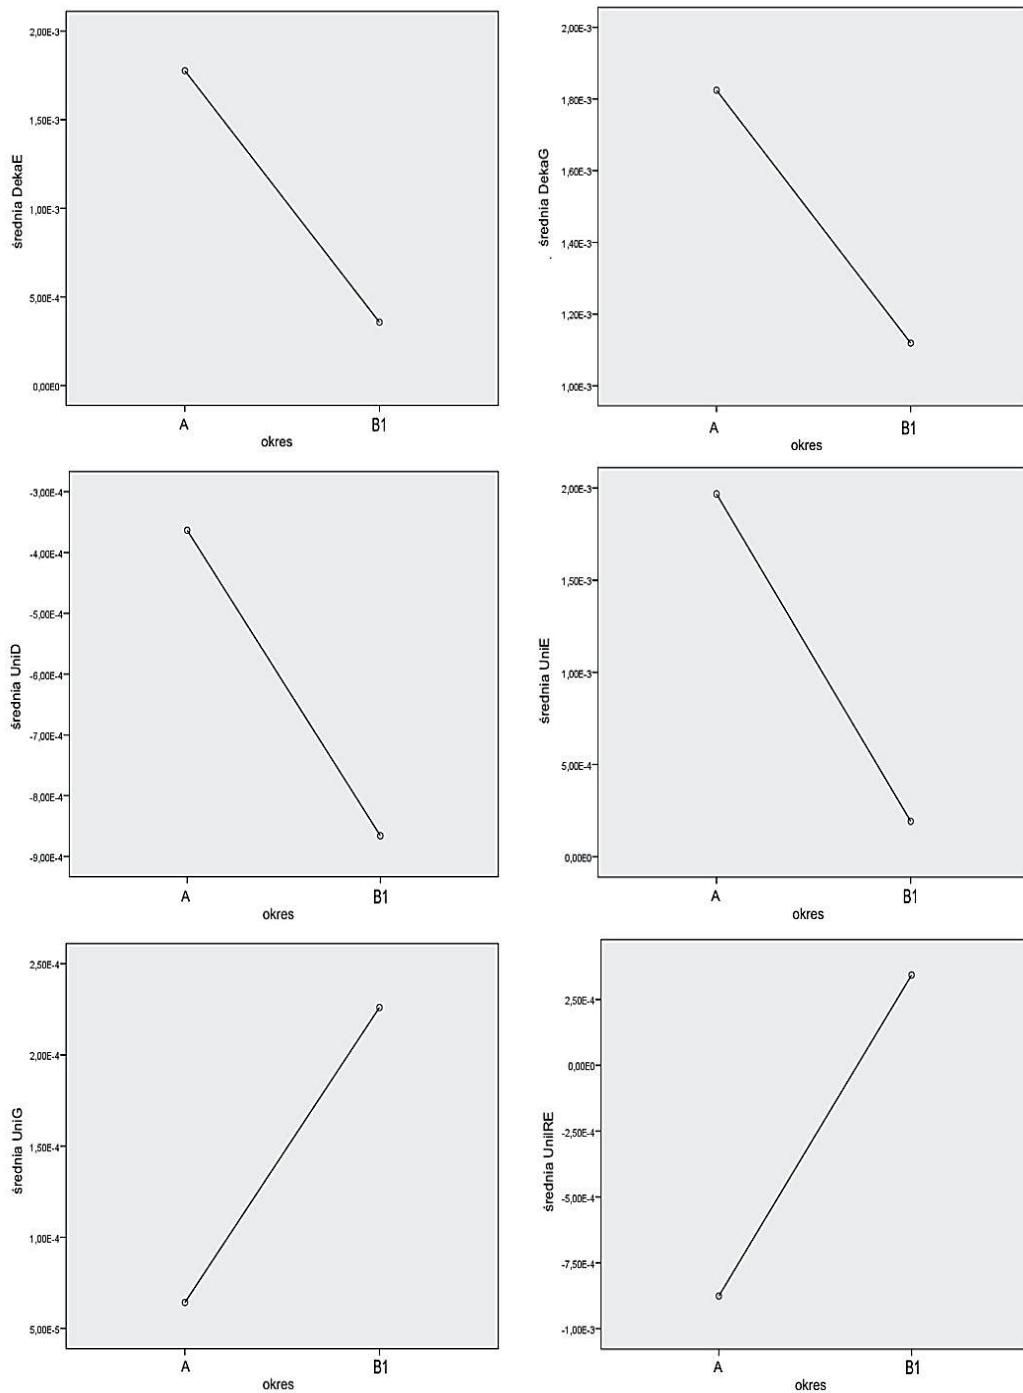 2,00E-3
1,50E-3
1,00E-3
5,00E-4
0,00E0
średnia DekaE
A
B1
okres
2,00E-3
1,80E-3
1,60E-3
1,40E-3
1,20E-3
1,00E-3
średnia DekaG
A
B1
okres
-3,00E-4
-4,00E-4
-5,00E-4
-6,00E-4
-7,00E-4
-8,00E-4
-9,00E-4
średnia UniD
A
B1
okres
2,00E-3
1,50E-3
1,00E-3
5,00E-4
0,00E0
średnia UniE
A
B1
okres
2,50E-4
2,00E-4
1,50E-4
1,00E-4
5,00E-5
średnia UniG
A
B1
okres
2,50E-4
0,00E0
-2,50E-4
-5,00E-4
-7,50E-4
-1,00E-3
średnia UniIRE
A
B1
okres